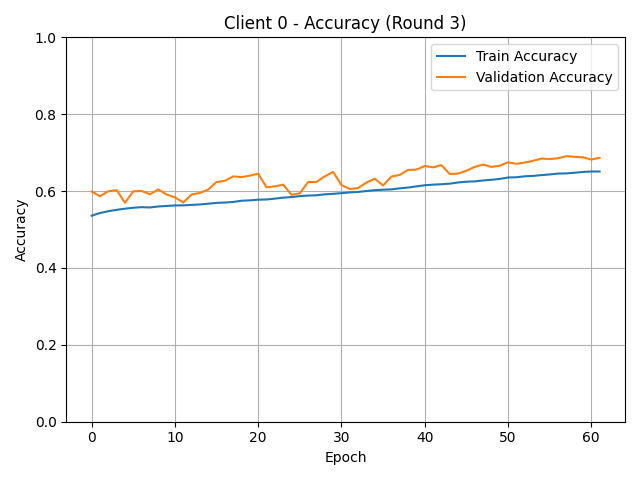 Client 0 - Accuracy (Round 3)
Train Accuracy
Validation Accuracy
Accuracy
1.0
0.8
0.6
0.4
0.2
0.0
0 10 20 30 40 50 60
Epoch